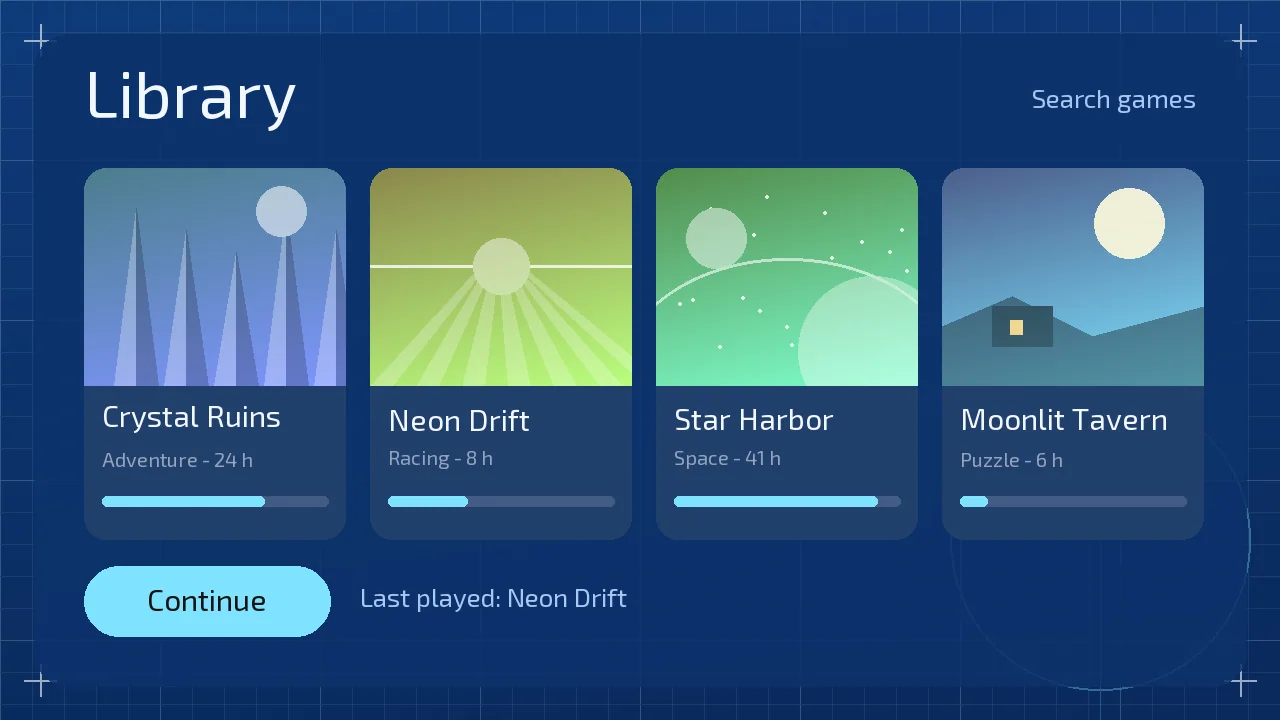 Library
Search games
Crystal Ruins
Adventure - 24 h
Neon Drift
Racing - 8 h
Star Harbor
Space - 41 h
Moonlit Tavern
Puzzle - 6 h
Continue
Last played: Neon Drift